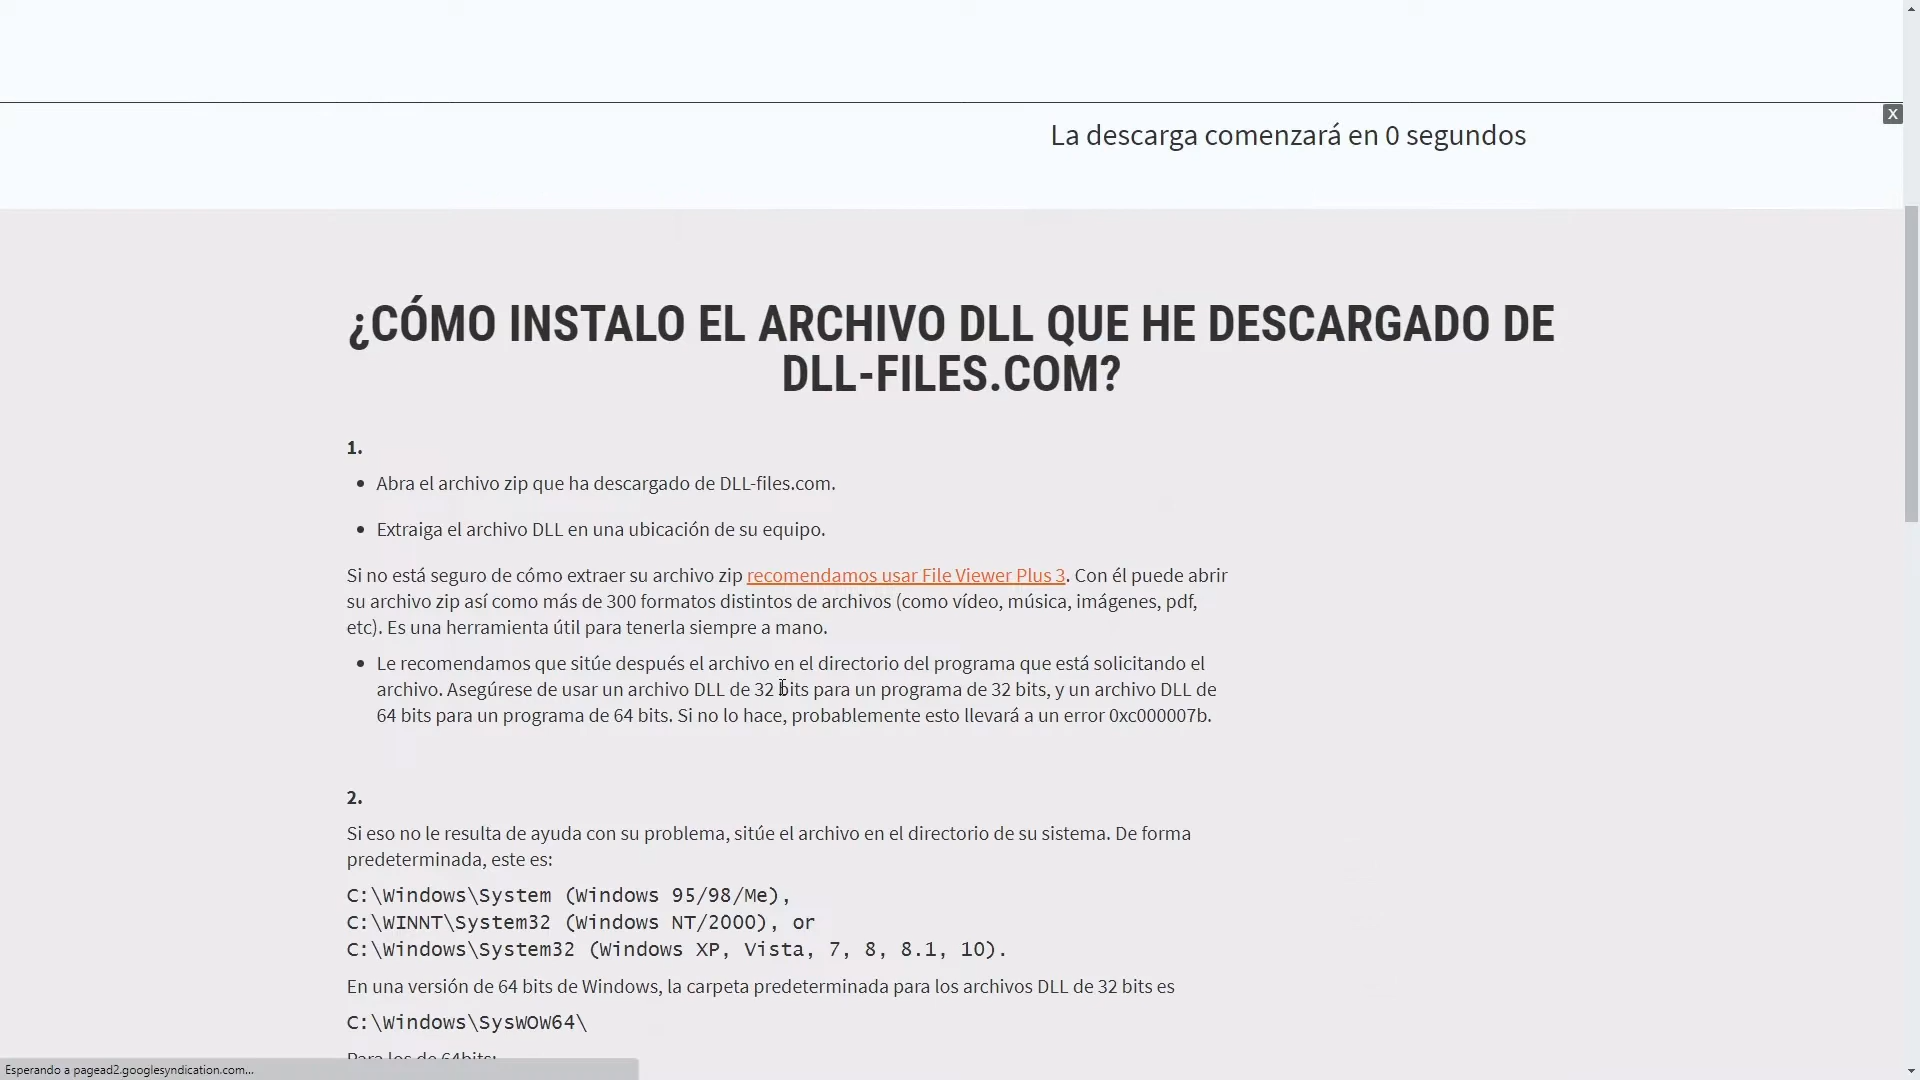 X
La descarga comenzará en 0 segundos
¿CÓMO INSTALO EL ARCHIVO DLL QUE HE DESCARGADO DE
DLL-FILES.COM?
1.
• Abra el archivo zip que ha descargado de DLL-files.com.
• Extraiga el archivo DLL en una ubicación de su equipo.
Si no está seguro de cómo extraer su archivo zip recomendamos usar File Viewer Plus 3. Con él puede abrir
su archivo zip así como más de 300 formatos distintos de archivos (como vídeo, música, imágenes, pdf,
etc). Es una herramienta útil para tenerla siempre a mano.
• Le recomendamos que sitúe después el archivo en el directorio del programa que está solicitando el
archivo. Asegúrese de usar un archivo DLL de 32 bits para un programa de 32 bits, y un archivo DLL de
64 bits para un programa de 64 bits. Si no lo hace, probablemente esto llevará a un error 0xc000007b.
2.
Si eso no le resulta de ayuda con su problema, sitúe el archivo en el directorio de su sistema. De forma
predeterminada, este es:
C:\Windows\System (Windows 95/98/Me),
C:\WINNT\System32 (Windows NT/2000), or
C:\Windows\System32 (Windows XP, Vista, 7, 8, 8.1, 10).
En una versión de 64 bits de Windows, la carpeta predeterminada para los archivos DLL de 32 bits es
C:\Windows\SysWOW64\
Para los de 64bits:
Esperando a pagead2.googlesyndication.com...